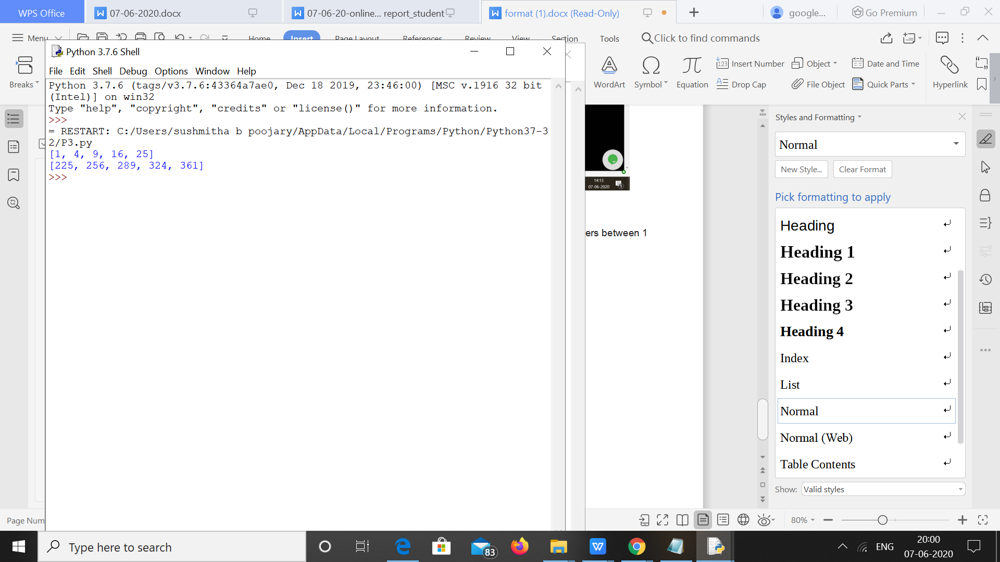 WPS Office
07-06-2020.docx
07-06-20-online... report_student
format (1).docx (Read-Only)
google...
Go Premium
Menu
Home
Insert
Page Layout
References
Review
View
Section
Tools
Click to find commands
Breaks
WordArt
Symbol
Equation
Insert Number
Drop Cap
Object
File Object
Date and Time
Quick Parts
Hyperlink
Python 3.7.6 Shell
File Edit Shell Debug Options Window Help
Python 3.7.6 (tags/v3.7.6:43364a7ae0, Dec 18 2019, 23:46:00) [MSC v.1916 32 bit
(Intel)] on win32
Type "help", "copyright", "credits" or "license()" for more information.
>>>
= RESTART: C:/Users/sushmitha b poojary/AppData/Local/Programs/Python/Python37-3
2/P3.py
[1, 4, 9, 16, 25]
[225, 256, 289, 324, 361]
>>>
14:13
07-06-2020
ers between 1
Styles and Formatting
Normal
New Style...
Clear Format
Pick formatting to apply
Heading
Heading 1
Heading 2
Heading 3
Heading 4
Index
List
Normal
Normal (Web)
Table Contents
Show: Valid styles
Page Num
80%
Type here to search
83
ENG
20:00
07-06-2020